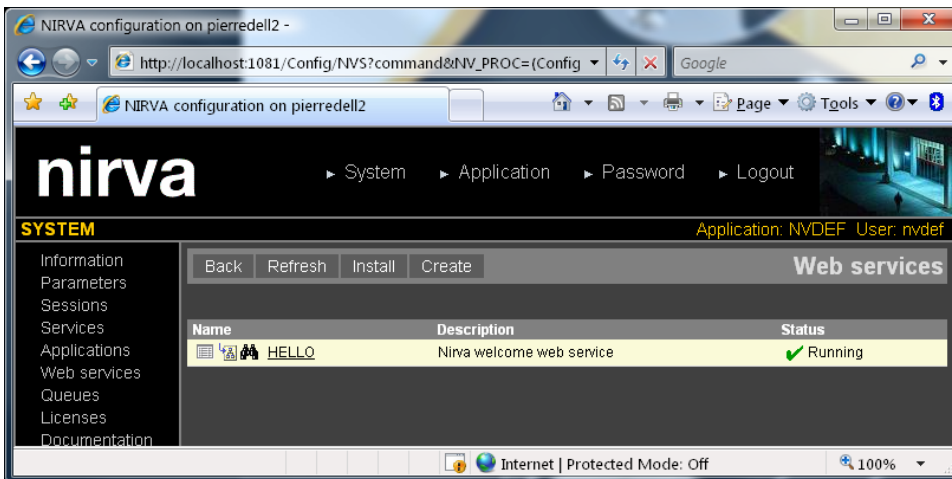 NIRVA configuration on pierredell2 -
http://localhost:1081/Config/NVS?command&NV_PROC=(Config
Google
NIRVA configuration on pierredell2
Page
Tools
nirva
System
Application
Password
Logout
SYSTEM
Application: NVDEF User: nvdef
Information
Parameters
Sessions
Services
Applications
Web services
Queues
Licenses
Documentation
Back Refresh Install Create
Web services
Name Description Status
HELLO Nirva welcome web service Running
Internet | Protected Mode: Off
100%